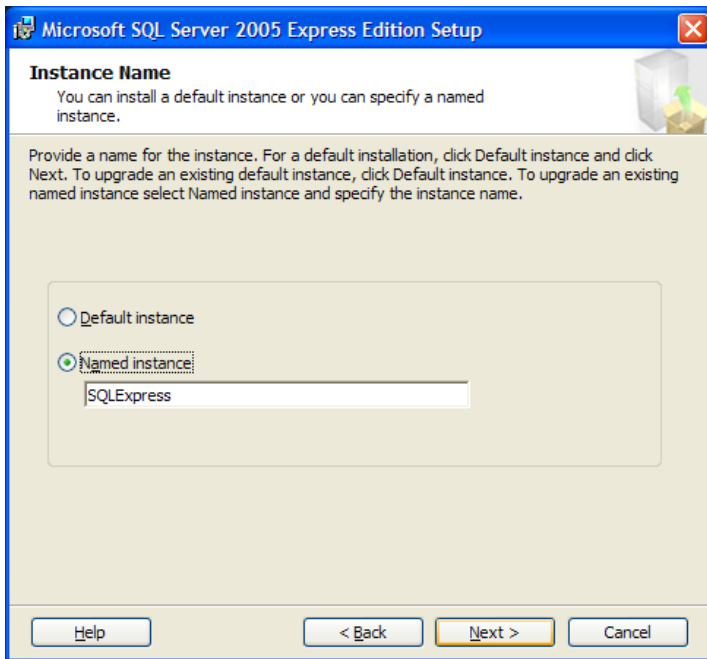 Microsoft SQL Server 2005 Express Edition Setup
Instance Name
You can install a default instance or you can specify a named
instance.
Provide a name for the instance. For a default installation, click Default instance and click
Next. To upgrade an existing default instance, click Default instance. To upgrade an existing
named instance select Named instance and specify the instance name.
Default instance
Named instance
SQLExpress
Help
< Back
Next >
Cancel